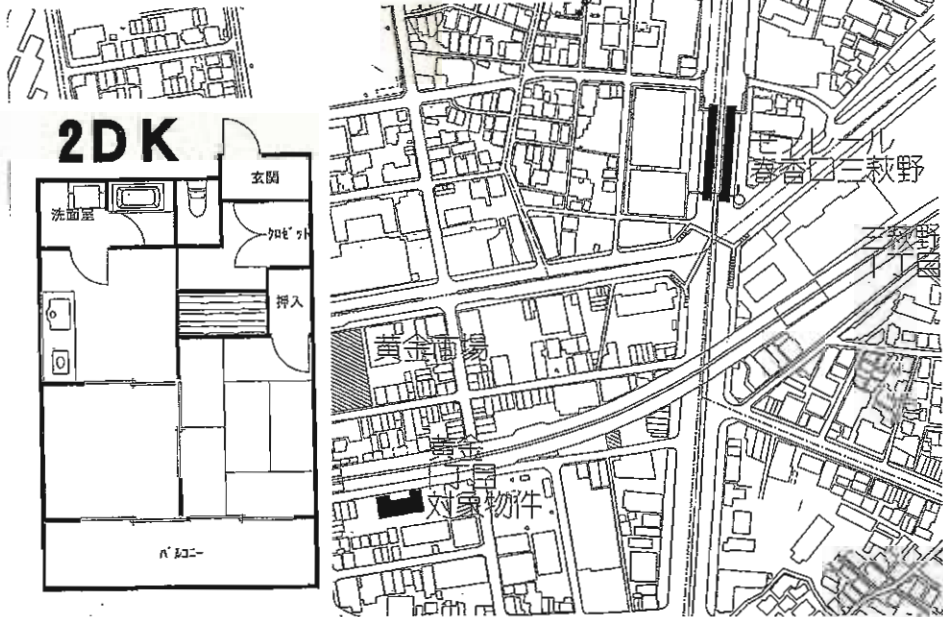 2DK
玄関
洗面室
クロゼット
押入
バルコニー
モノレール
香春口三萩野
三萩野
一丁目
黄金市場
黄金
一丁目
対象物件